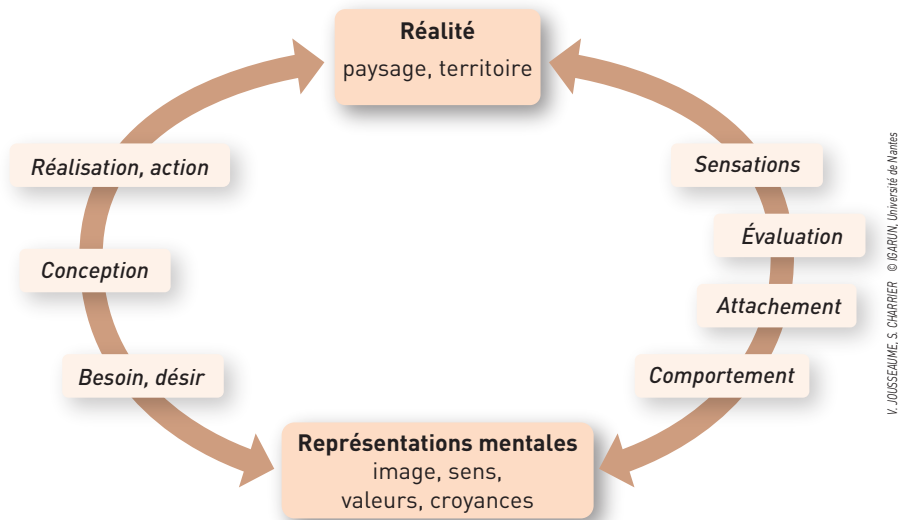 Réalité
paysage, territoire
Réalisation, action
Conception
Besoin, désir
Sensations
Évaluation
Attachement
Comportement
Représentations mentales
image, sens,
valeurs, croyances
V. JOUSSEAUME, S. CHARRIER © IGARUN, Université de Nantes